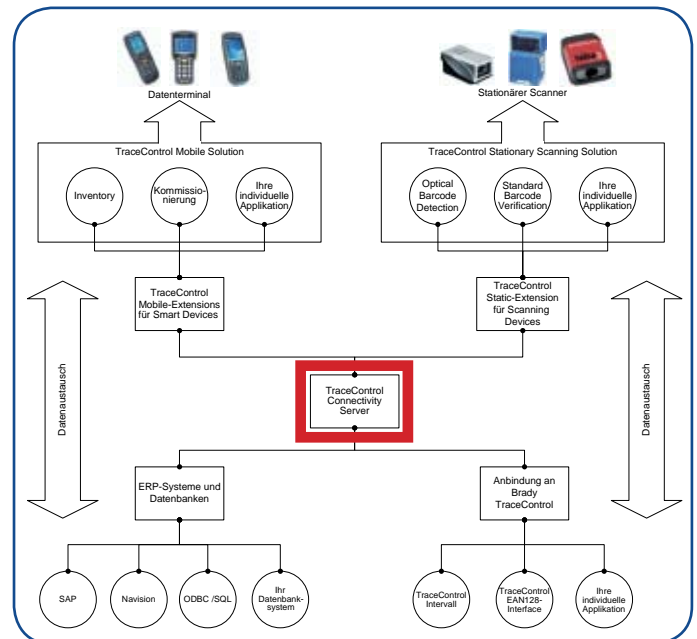 Datenterminal
Stationärer Scanner
TraceControl Mobile Solution
TraceControl Stationary Scanning Solution
Inventory
Kommissio-
nierung
Ihre
individuelle
Applikation
Optical
Barcode
Detection
Standard
Barcode
Verification
Ihre
individuelle
Applikation
TraceControl
Mobile-Extensions
für Smart Devices
TraceControl
Static-Extension
für Scanning
Devices
Datenaustausch
Datenaustausch
TraceControl
Connectivity
Server
ERP-Systeme und
Datenbanken
Anbindung an
Brady
TraceControl
SAP
Navision
ODBC /SQL
Ihr
Datenbank-
system
TraceControl
Intervall
TraceControl
EAN128-
Interface
Ihre
individuelle
Applikation